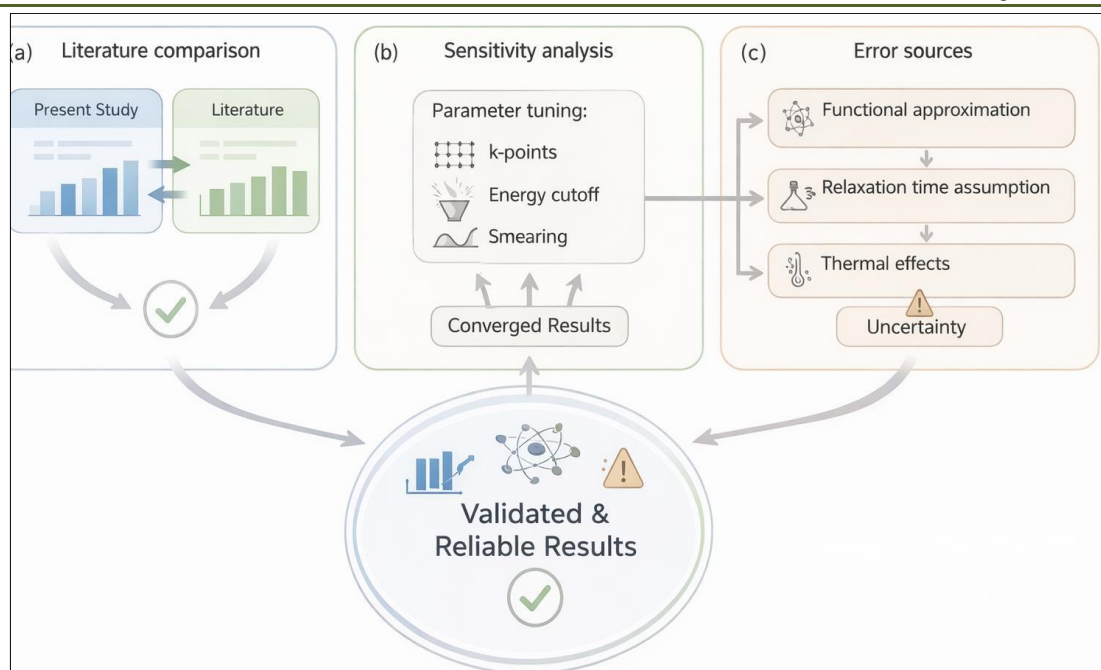 (a) Literature comparison
Present Study
Literature
(b) Sensitivity analysis
Parameter tuning:
k-points
Energy cutoff
Smearing
Converged Results
(c) Error sources
Functional approximation
Relaxation time assumption
Thermal effects
Uncertainty
Validated &
Reliable Results